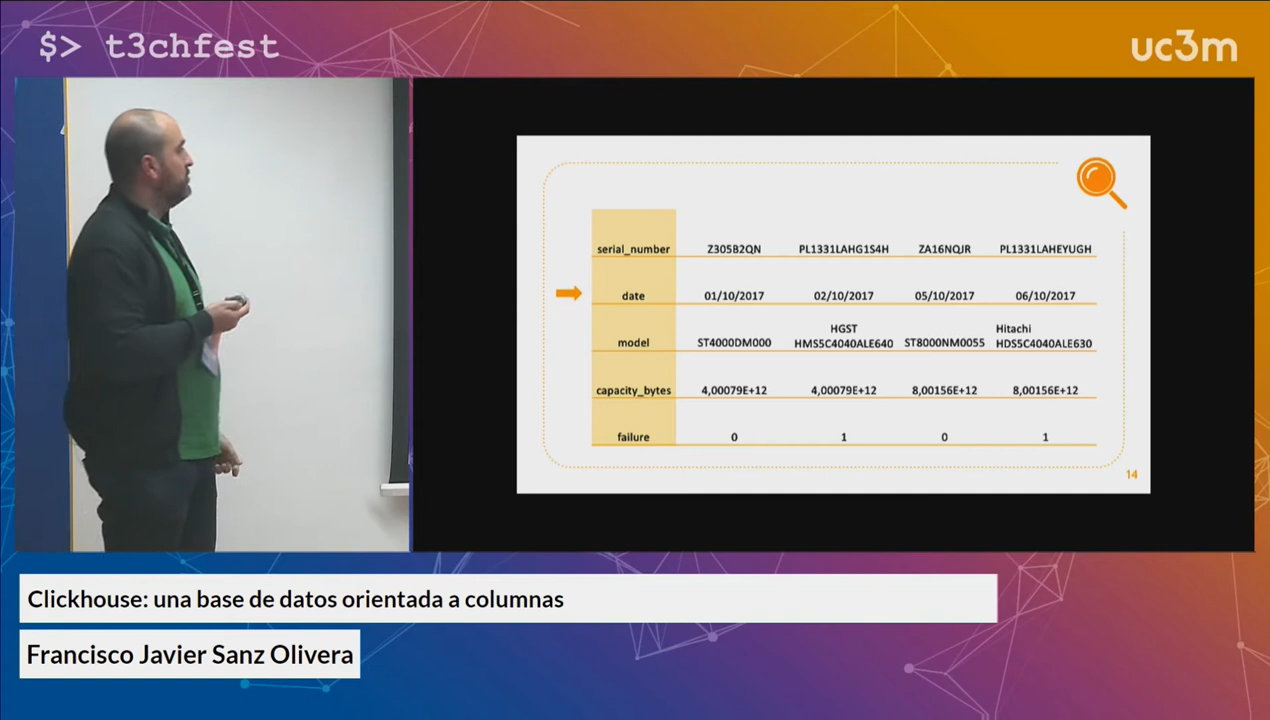 $> t3chfest
uc3m
serial_number Z305B2QN PL1331LAHG1S4H ZA16NQJR PL1331LAHEYUGH
date 01/10/2017 02/10/2017 05/10/2017 06/10/2017
model ST4000DM000 HGST HMS5C4040ALE640 ST8000NM0055 Hitachi HDS5C4040ALE630
capacity_bytes 4,00079E+12 4,00079E+12 8,00156E+12 8,00156E+12
failure 0 1 0 1
14
Clickhouse: una base de datos orientada a columnas
Francisco Javier Sanz Olivera